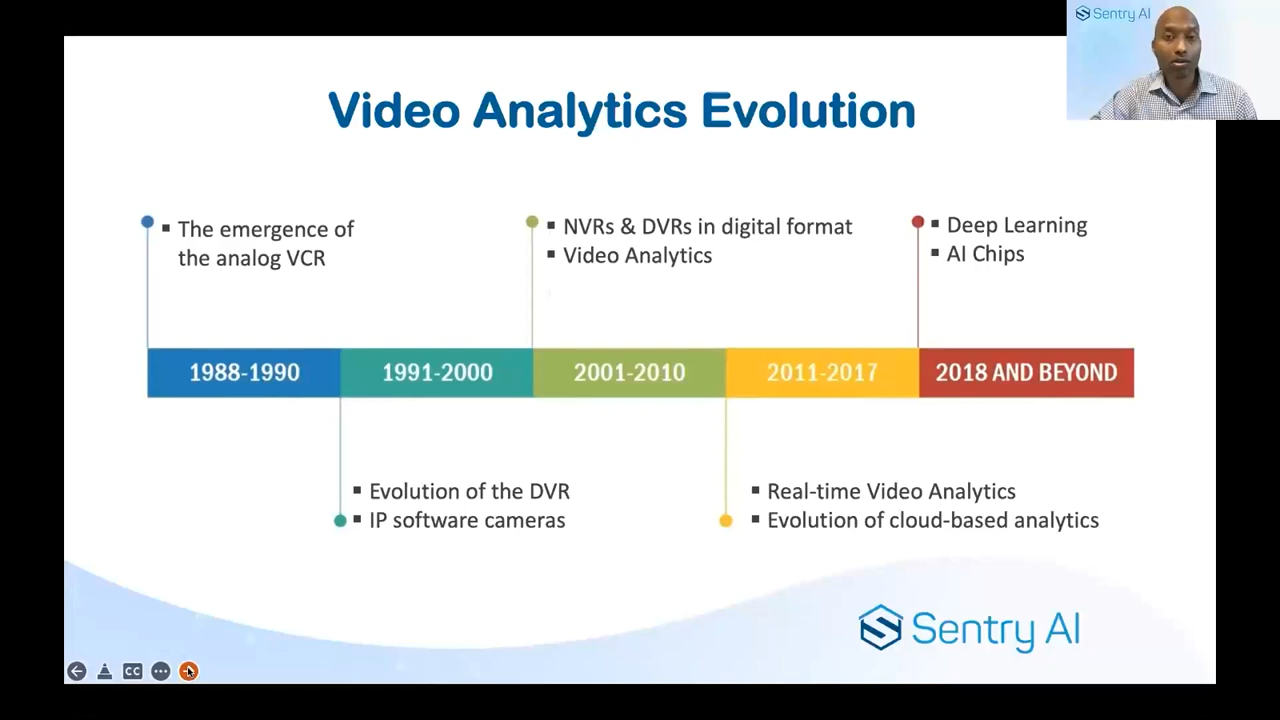 Sentry AI
Video Analytics Evolution
▪ The emergence of
the analog VCR
▪ NVRs & DVRs in digital format
▪ Video Analytics
▪ Deep Learning
▪ AI Chips
1988-1990
1991-2000
2001-2010
2011-2017
2018 AND BEYOND
▪ Evolution of the DVR
▪ IP software cameras
▪ Real-time Video Analytics
▪ Evolution of cloud-based analytics
Sentry AI
CC